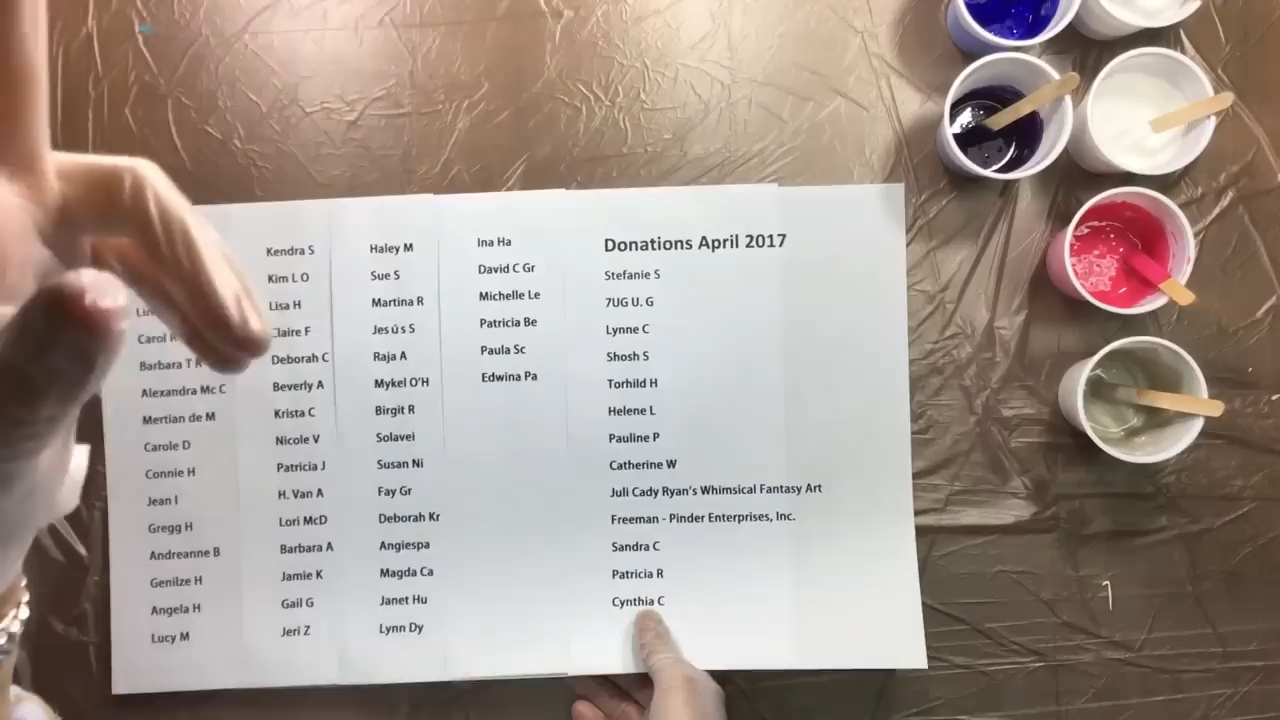 Carol
Barbara T
Alexandra Mc C
Mertian de M
Carole D
Connie H
Jean I
Gregg H
Andreanne B
Genilze H
Angela H
Lucy M
Kendra S
Kim L O
Lisa H
Claire F
Deborah C
Beverly A
Krista C
Nicole V
Patricia J
H. Van A
Lori McD
Barbara A
Jamie K
Gail G
Jeri Z
Haley M
Sue S
Martina R
Jesús S
Raja A
Mykel O'H
Birgit R
Solavei
Susan Ni
Fay Gr
Deborah Kr
Angiespa
Magda Ca
Janet Hu
Lynn Dy
Ina Ha
David C Gr
Michelle Le
Patricia Be
Paula Sc
Edwina Pa
Donations April 2017
Stefanie S
7UG U. G
Lynne C
Shosh S
Torhild H
Helene L
Pauline P
Catherine W
Juli Cady Ryan's Whimsical Fantasy Art
Freeman - Pinder Enterprises, Inc.
Sandra C
Patricia R
Cynthia C